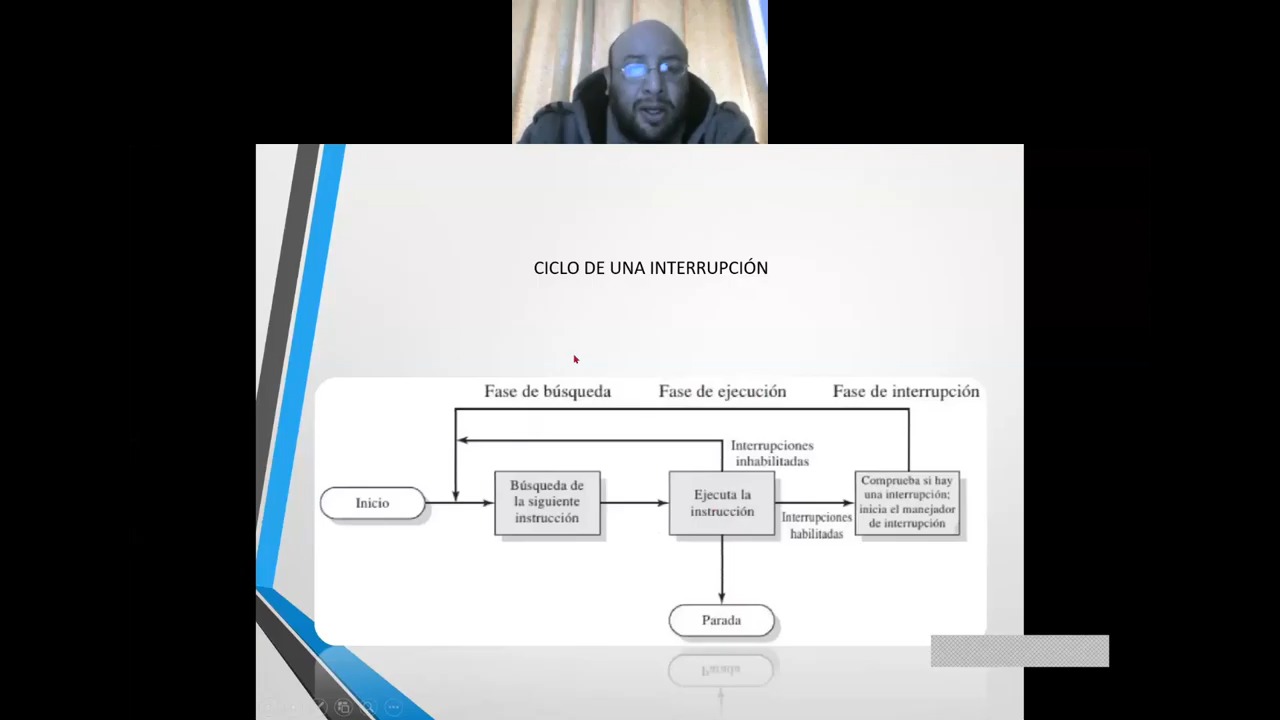 CICLO DE UNA INTERRUPCIÓN
Fase de búsqueda
Fase de ejecución
Fase de interrupción
Interrupciones
inhabilitadas
Inicio
Búsqueda de
la siguiente
instrucción
Ejecuta la
instrucción
Interrupciones
habilitadas
Comprueba si hay
una interrupción;
inicia el manejador
de interrupción
Parada
Parada